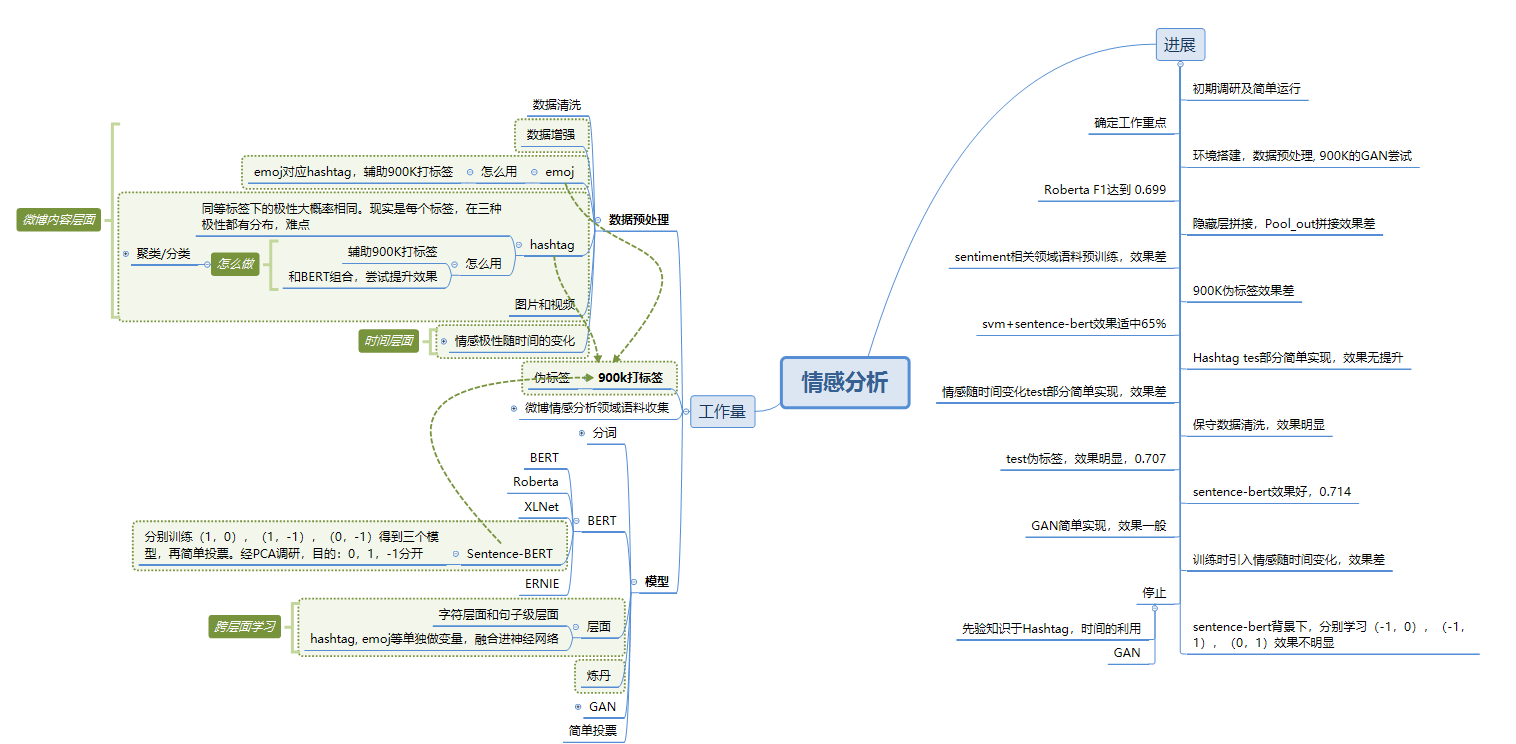 情感分析
进展
初期调研及简单运行
确定工作重点
环境搭建，数据预处理, 900K的GAN尝试
Roberta F1达到 0.699
隐藏层拼接，Pool_out拼接效果差
sentiment相关领域语料预训练，效果差
900K伪标签效果差
svm+sentence-bert效果适中65%
Hashtag tes部分简单实现，效果无提升
情感随时间变化test部分简单实现，效果差
保守数据清洗，效果明显
test伪标签，效果明显，0.707
sentence-bert效果好，0.714
GAN简单实现，效果一般
训练时引入情感随时间变化，效果差
停止
先验知识于Hashtag，时间的利用
GAN
sentence-bert背景下，分别学习（-1，0），（-1，
1），（0，1）效果不明显
工作量
数据预处理
数据清洗
数据增强
emoj
怎么用
emoj对应hashtag，辅助900K打标签
hashtag
同等标签下的极性大概率相同。现实是每个标签，在三种
极性都有分布，难点
怎么用
辅助900K打标签
和BERT组合，尝试提升效果
怎么做
聚类/分类
图片和视频
微博内容层面
情感极性随时间的变化
时间层面
900k打标签
伪标签
微博情感分析领域语料收集
模型
分词
BERT
BERT
Roberta
XLNet
Sentence-BERT
分别训练（1，0），（1，-1），（0，-1）得到三个模
型，再简单投票。经PCA调研，目的：0，1，-1分开
ERNIE
层面
字符层面和句子级层面
hashtag, emoj等单独做变量，融合进神经网络
跨层面学习
炼丹
GAN
简单投票